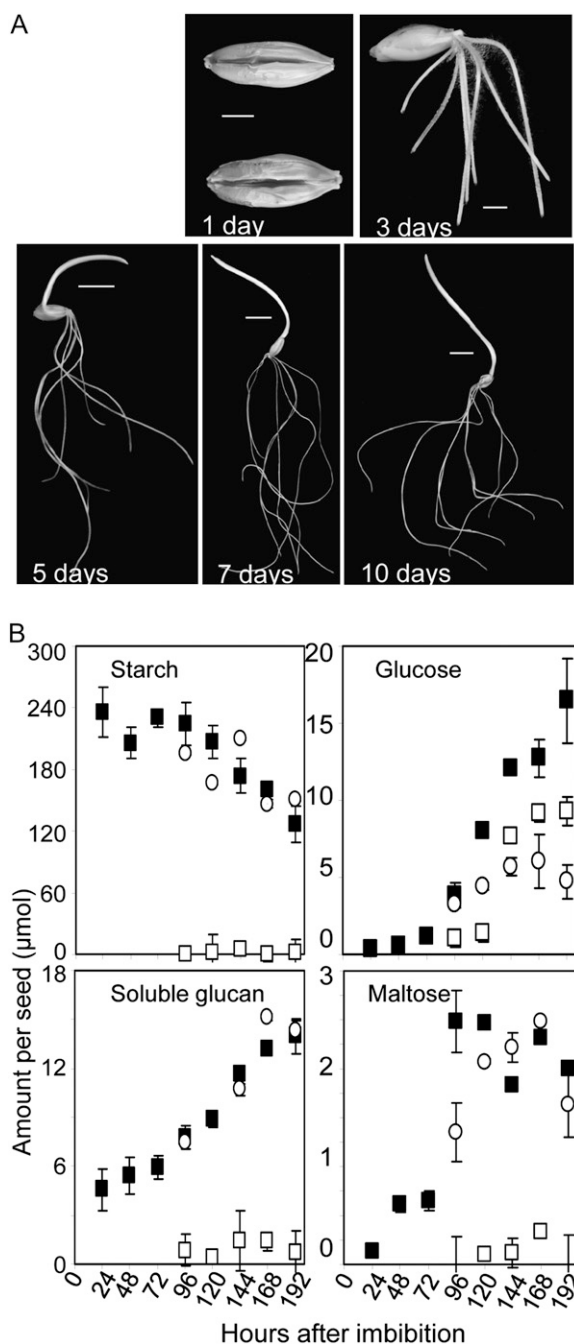 A
1 day
3 days
5 days
7 days
10 days
B
Amount per seed (µmol)
Starch
300
240
180
120
60
0
Glucose
20
15
10
5
0
Soluble glucan
18
12
6
0
Maltose
3
2
1
0
0 24 48 72 96 120 144 168 192
0 24 48 72 96 120 144 168 192
Hours after imbibition